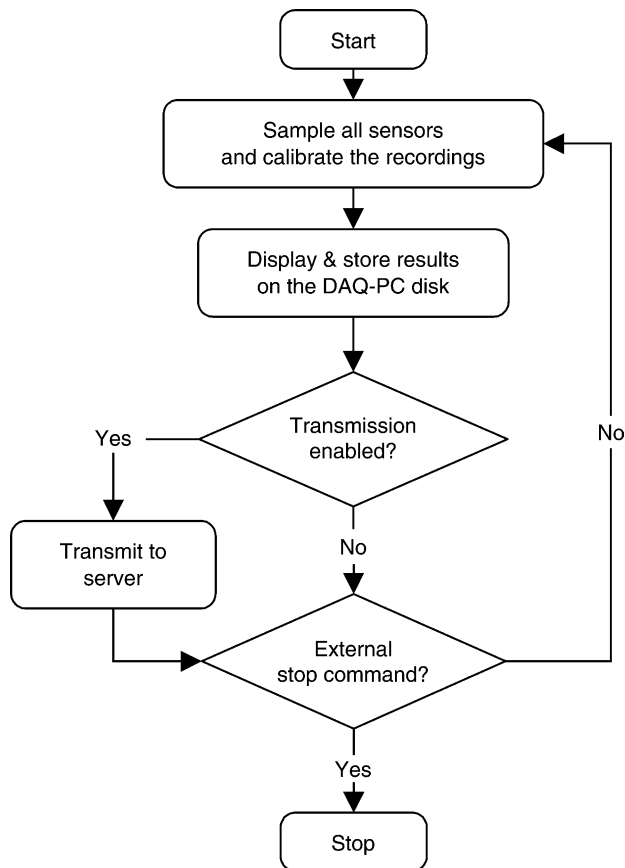 Start
Sample all sensors
and calibrate the recordings
Display & store results
on the DAQ-PC disk
Transmission
enabled?
Yes
No
Transmit to
server
No
External
stop command?
Yes
Stop